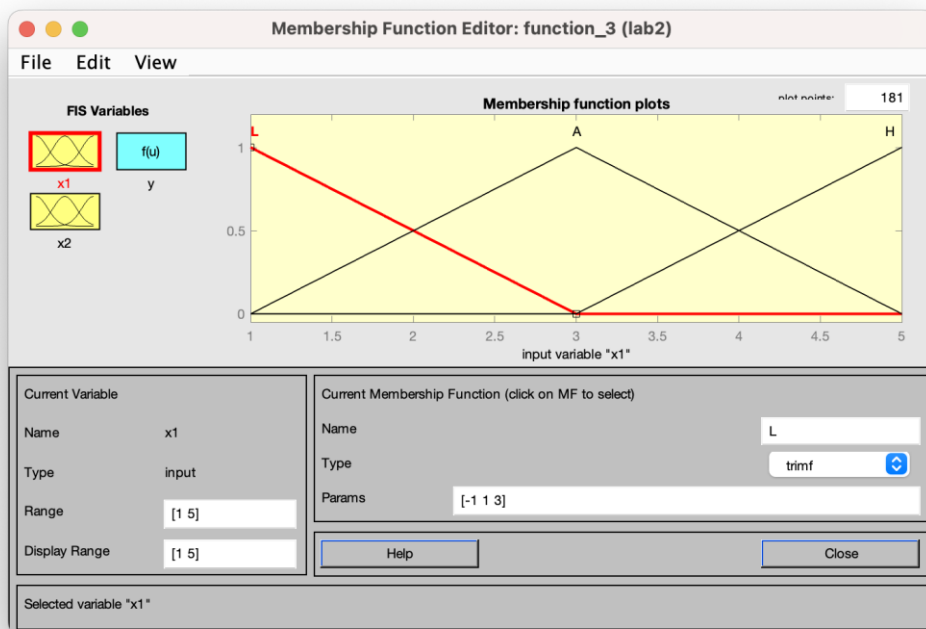 Membership Function Editor: function_3 (lab2)
File Edit View
FIS Variables
f(u)
x1
y
x2
Membership function plots
plot points:
181
L
A
H
1
0.5
0
1
1.5
2
2.5
3
3.5
4
4.5
5
input variable "x1"
Current Variable
Name
x1
Type
input
Range
[1 5]
Display Range
[1 5]
Current Membership Function (click on MF to select)
Name
L
Type
trimf
Params
[-1 1 3]
Help
Close
Selected variable "x1"